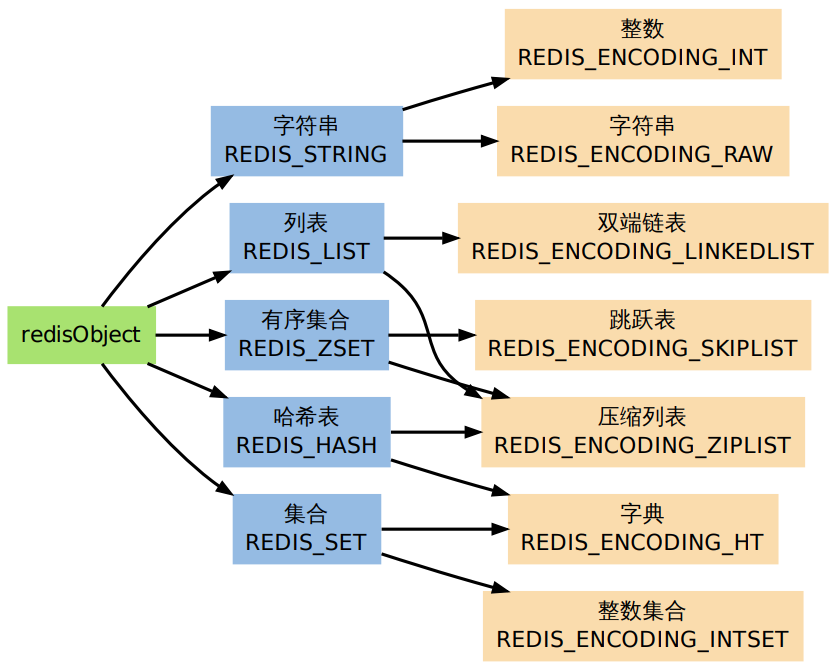 redisObject
字符串
REDIS_STRING
列表
REDIS_LIST
有序集合
REDIS_ZSET
哈希表
REDIS_HASH
集合
REDIS_SET
整数
REDIS_ENCODING_INT
字符串
REDIS_ENCODING_RAW
双端链表
REDIS_ENCODING_LINKEDLIST
跳跃表
REDIS_ENCODING_SKIPLIST
压缩列表
REDIS_ENCODING_ZIPLIST
字典
REDIS_ENCODING_HT
整数集合
REDIS_ENCODING_INTSET